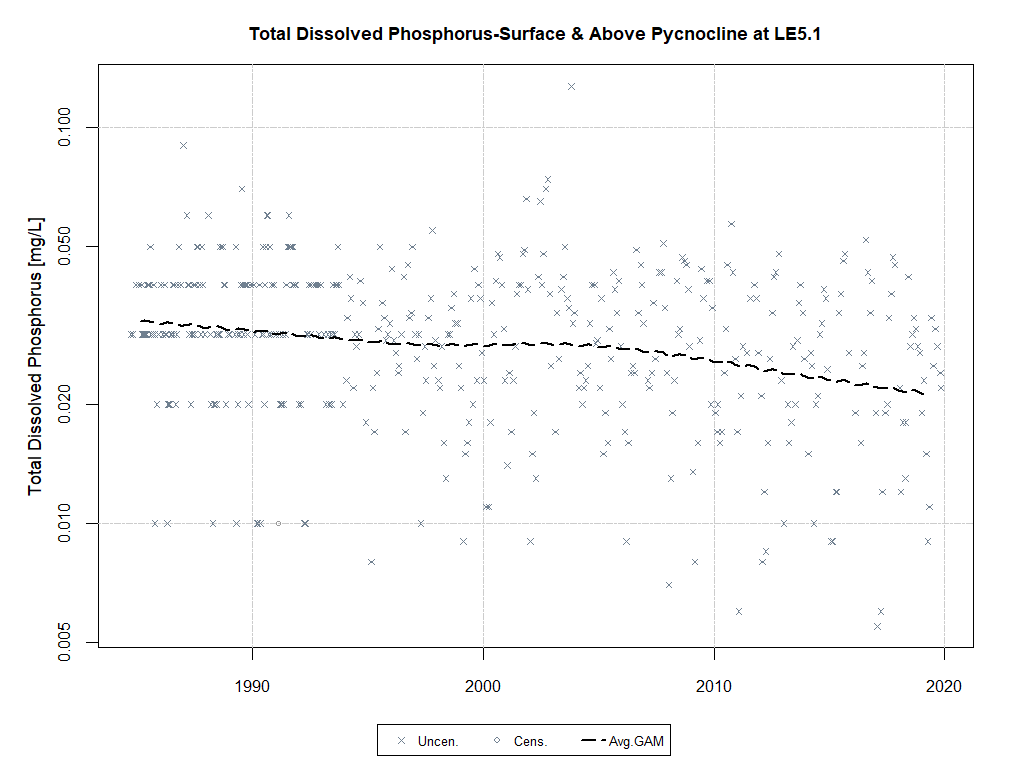 Total Dissolved Phosphorus-Surface & Above Pycnocline at LE5.1
Total Dissolved Phosphorus [mg/L]
0.100
0.050
0.020
0.010
0.005
1990 2000 2010 2020
Uncen. Cens. Avg.GAM